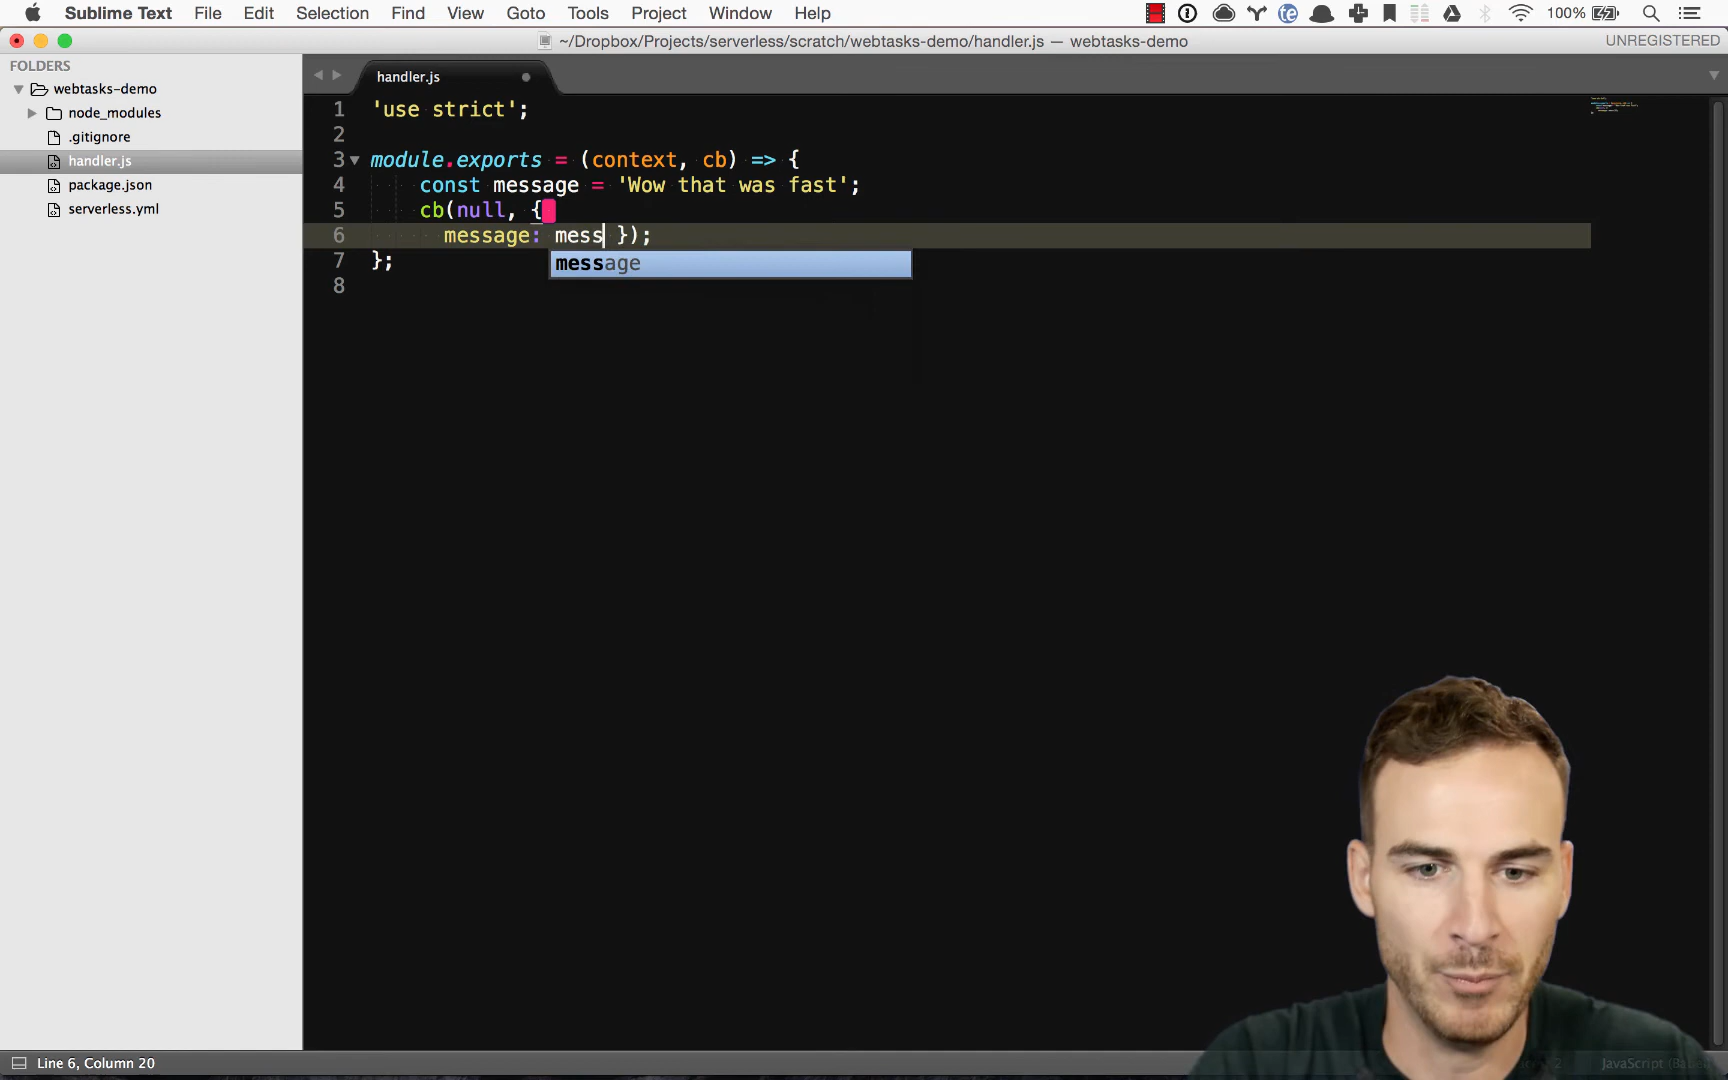 Sublime Text File Edit Selection Find View Goto Tools Project Window Help 100%
~/Dropbox/Projects/serverless/scratch/webtasks-demo/handler.js — webtasks-demo UNREGISTERED
FOLDERS
webtasks-demo
node_modules
.gitignore
handler.js
package.json
serverless.yml
handler.js
1 'use strict';
2
3 module.exports = (context, cb) => {
4 const message = 'Wow that was fast';
5 cb(null, {
6 message: mess });
message
7 };
8
Line 6, Column 20